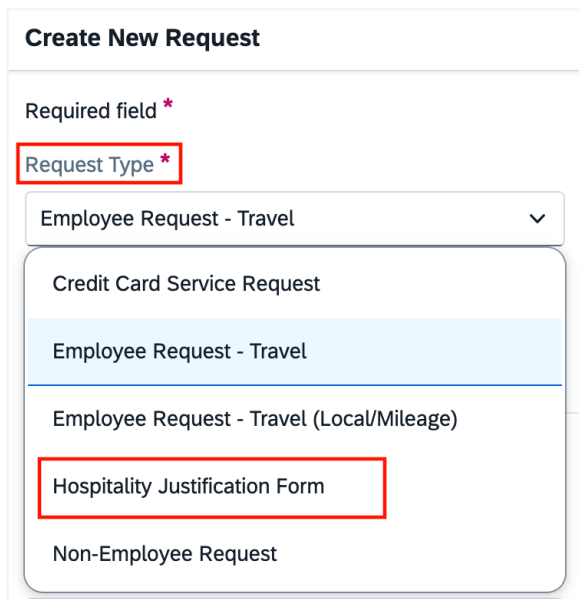 Create New Request
Required field *
Request Type *
Employee Request - Travel
Credit Card Service Request
Employee Request - Travel
Employee Request - Travel (Local/Mileage)
Hospitality Justification Form
Non-Employee Request